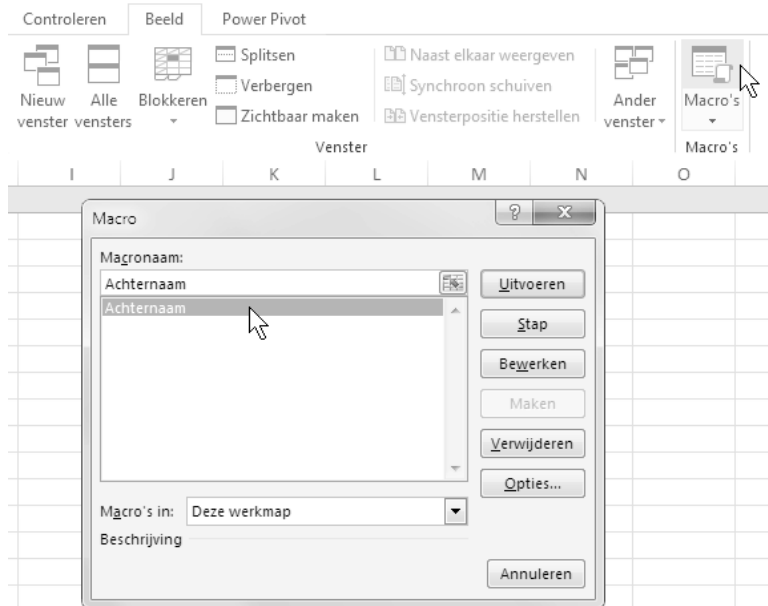 Controleren Beeld Power Pivot
Nieuw venster
Alle vensters
Blokkeren
Splitsen
Verbergen
Zichtbaar maken
Naast elkaar weergeven
Synchroon schuiven
Vensterpositie herstellen
Ander venster
Macro's
Venster
Macro's
I J K L M N O
Macro
Macronaam:
Achternaam
Achternaam
Uitvoeren
Stap
Bewerken
Maken
Verwijderen
Opties...
Macro's in: Deze werkmap
Beschrijving
Annuleren